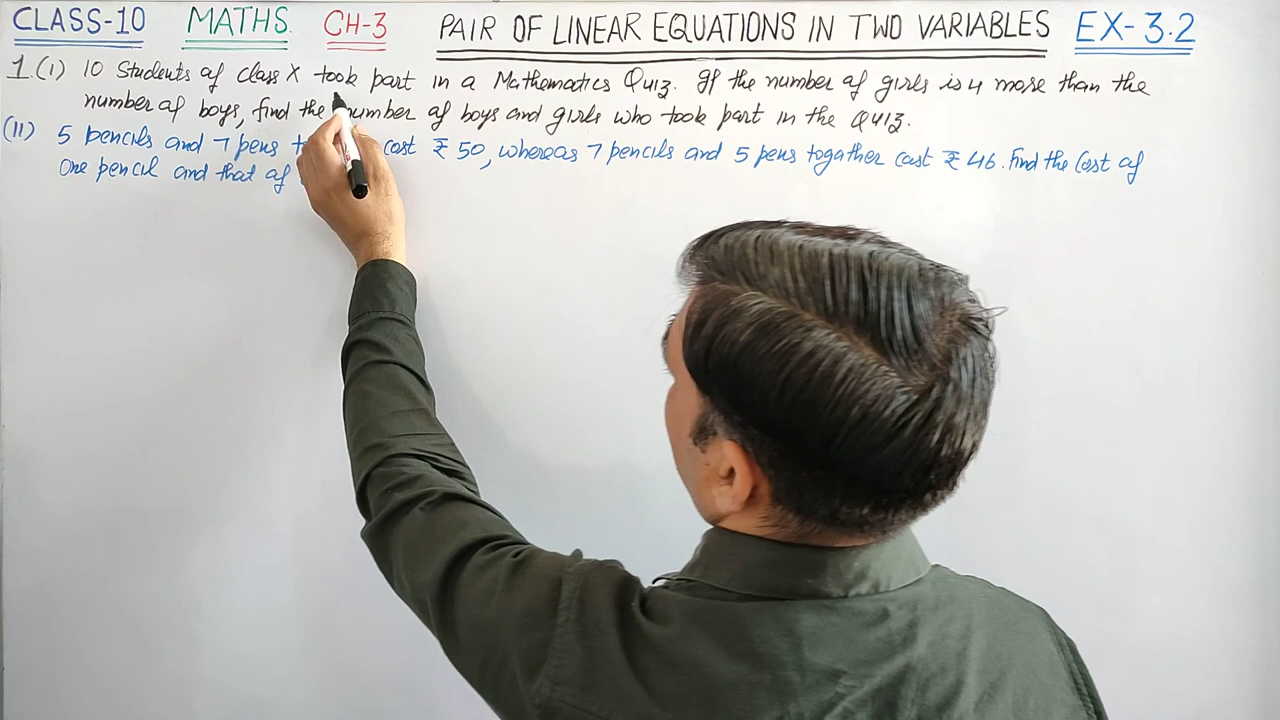 CLASS-10 MATHS. CH-3 PAIR OF LINEAR EQUATIONS IN TWO VARIABLES EX-3.2
1.(i) 10 Students of class X took part in a Mathematics Quiz. If the number of girls is 4 more than the
number of boys, find the number of boys and girls who took part in the QUIZ.
(II) 5 pencils and 7 pens cost ₹ 50, whereas 7 pencils and 5 pens together cost ₹ 46. Find the Cost of
One pencil and that of